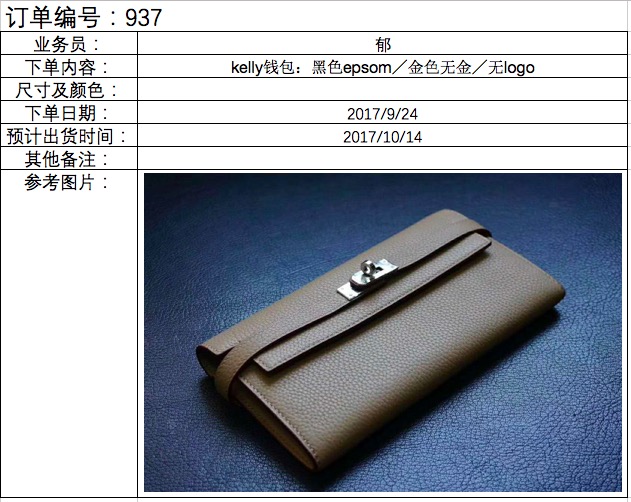 订单编号：937
业务员： 郁
下单内容： kelly钱包：黑色epsom／金色无金／无logo
尺寸及颜色：
下单日期： 2017/9/24
预计出货时间： 2017/10/14
其他备注：
参考图片：